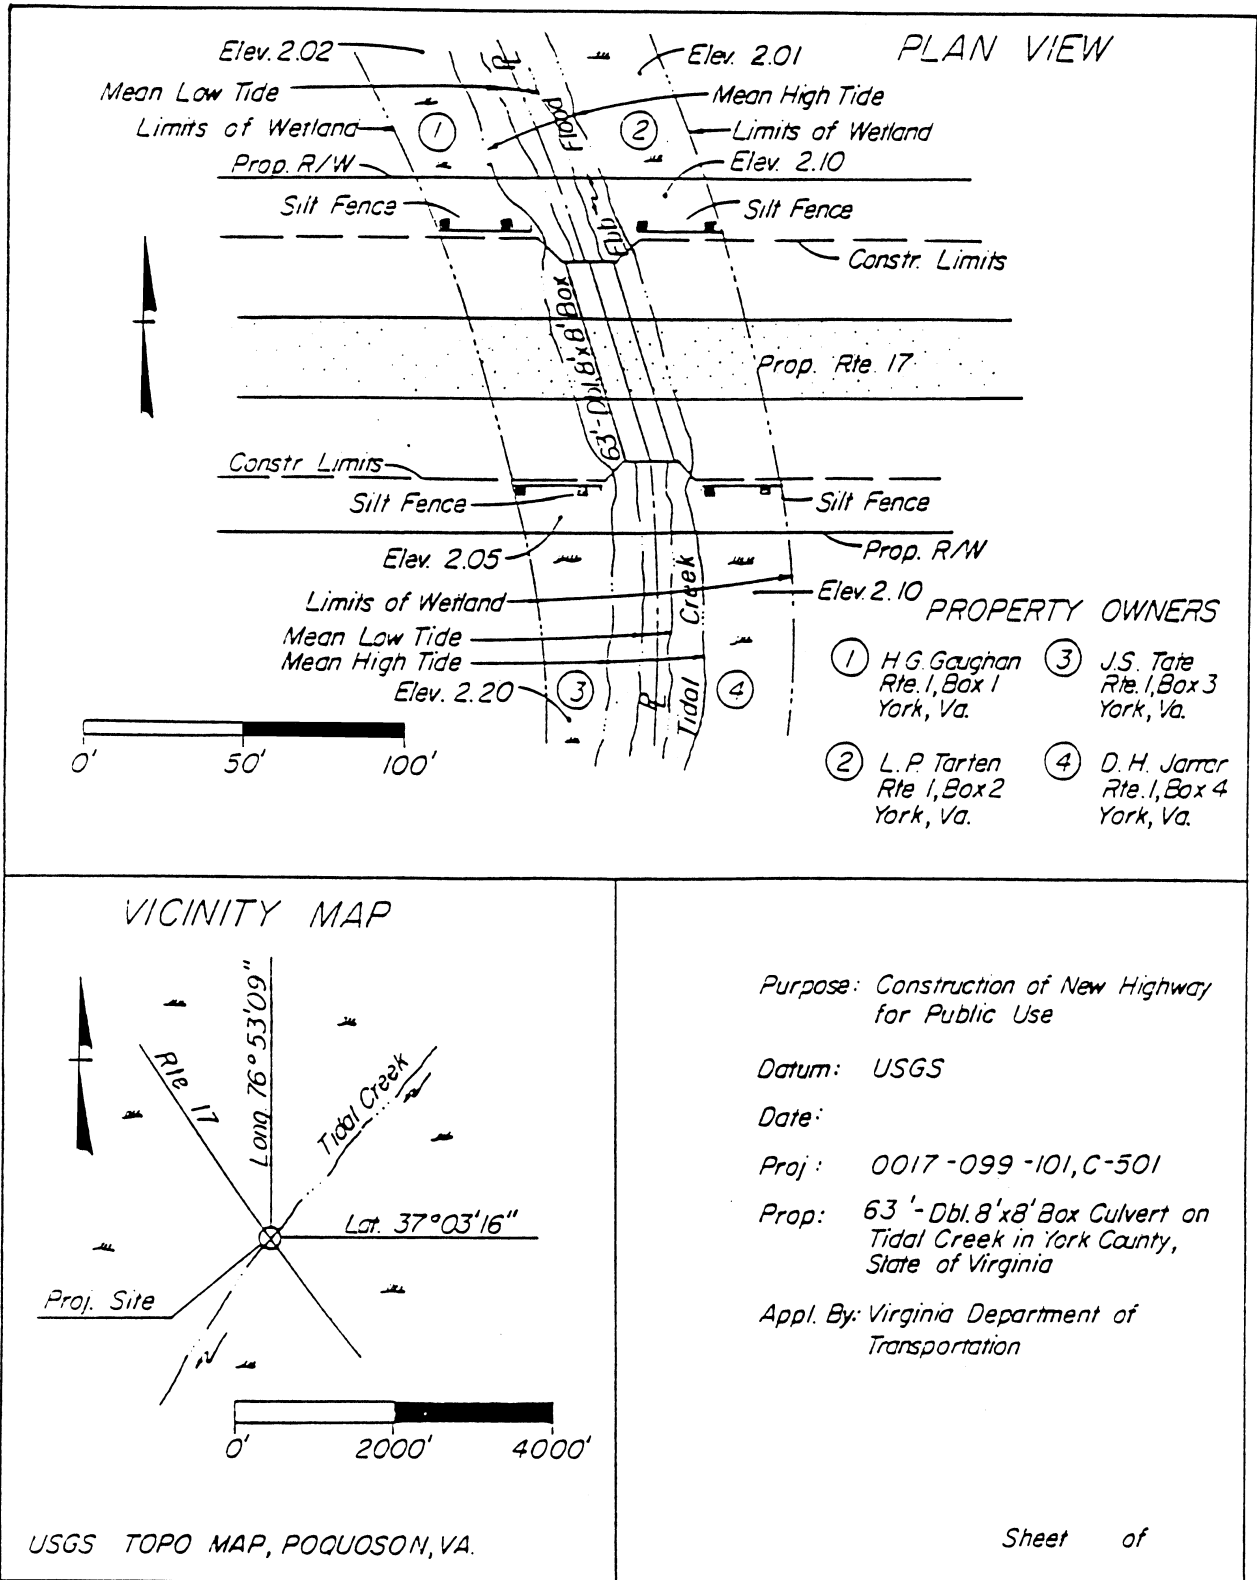 PLAN VIEW
Elev. 2.02
Elev. 2.01
Mean Low Tide
Mean High Tide
Limits of Wetland
Limits of Wetland
1
2
Flood
Prop. R/W
Elev. 2.10
Silt Fence
Silt Fence
Ebb
Constr. Limits
63'-Dbl. 8'x8' Box
Prop. Rte. 17
Constr Limits
Silt Fence
Silt Fence
Elev. 2.05
Prop. R/W
Limits of Wetland
Elev. 2.10
Mean Low Tide
Mean High Tide
Elev. 2.20
3
4
Tidal Creek
0' 50' 100'
PROPERTY OWNERS
1 H G. Gaughan
Rte. 1, Box 1
York, Va.
3 J.S. Tate
Rte. 1, Box 3
York, Va.
2 L. P. Tarten
Rte 1, Box 2
York, Va.
4 D. H.
Rte. 1, Box 4
York, Va.
VICINITY MAP
Long. 76°53'09"
Rte 17
Tidal Creek
Lat. 37°03'16"
Proj. Site
0' 2000' 4000'
USGS TOPO MAP, POQUOSON, VA.
Purpose: Construction of New Highway
for Public Use
Datum: USGS
Date:
Proj: 0017-099-101, C-501
Prop: 63'-Dbl. 8'x8' Box Culvert on
Tidal Creek in York County,
State of Virginia
Appl. By: Virginia Department of
Transportation
Sheet of